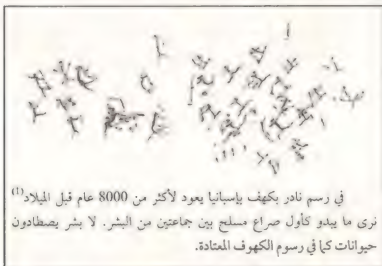 في رسم نادر بكهف بإسبانيا يعود لأكثر من 8000 عام قبل الميلاد(1)
نرى ما يبدو كأول صراع مسلح بين جماعتين من البشر. لا بشر يصطادون
حيوانات كما في رسوم الكهوف المعتادة.